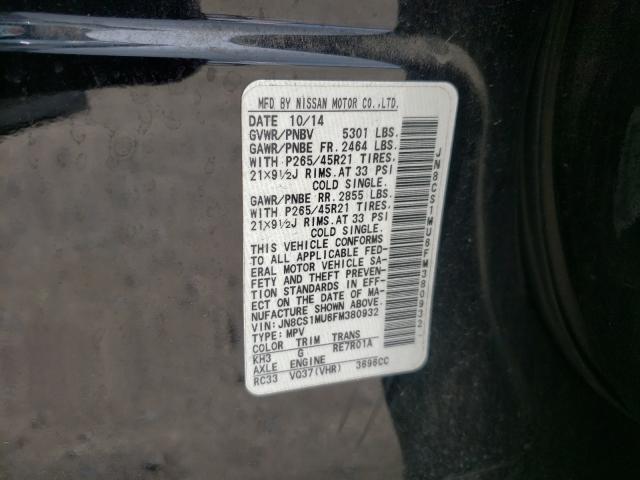 MFD BY NISSAN MOTOR CO.,LTD.
DATE 10/14
GVWR/PNBV 5301 LBS.
GAWR/PNBE FR. 2464 LBS.
WITH P265/45R21 TIRES.
21X9½J RIMS. AT 33 PSI
COLD SINGLE.
GAWR/PNBE RR. 2855 LBS.
WITH P265/45R21 TIRES.
21X9½J RIMS. AT 33 PSI
COLD SINGLE.
THIS VEHICLE CONFORMS
TO ALL APPLICABLE FED-
ERAL MOTOR VEHICLE SA-
FETY AND THEFT PREVEN-
TION STANDARDS IN EFF-
ECT ON THE DATE OF MA-
NUFACTURE SHOWN ABOVE.
VIN: JN8CS1MU6FM380932
TYPE: MPV
COLOR TRIM TRANS
KH3 G RE7R01A
AXLE ENGINE
RC33 VQ37(VHR) 3696CC